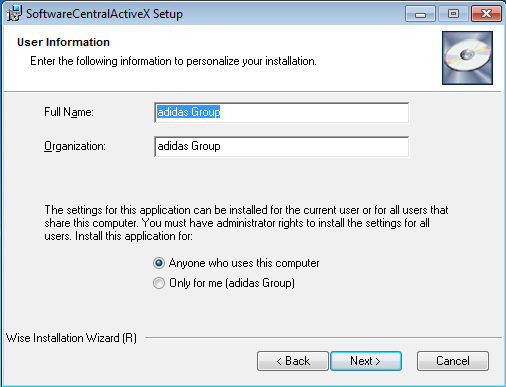 SoftwareCentralActiveX Setup
User Information
Enter the following information to personalize your installation.
Full Name:
adidas Group
Organization:
adidas Group
The settings for this application can be installed for the current user or for all users that
share this computer. You must have administrator rights to install the settings for all
users. Install this application for:
Anyone who uses this computer
Only for me (adidas Group)
Wise Installation Wizard (R)
< Back
Next >
Cancel